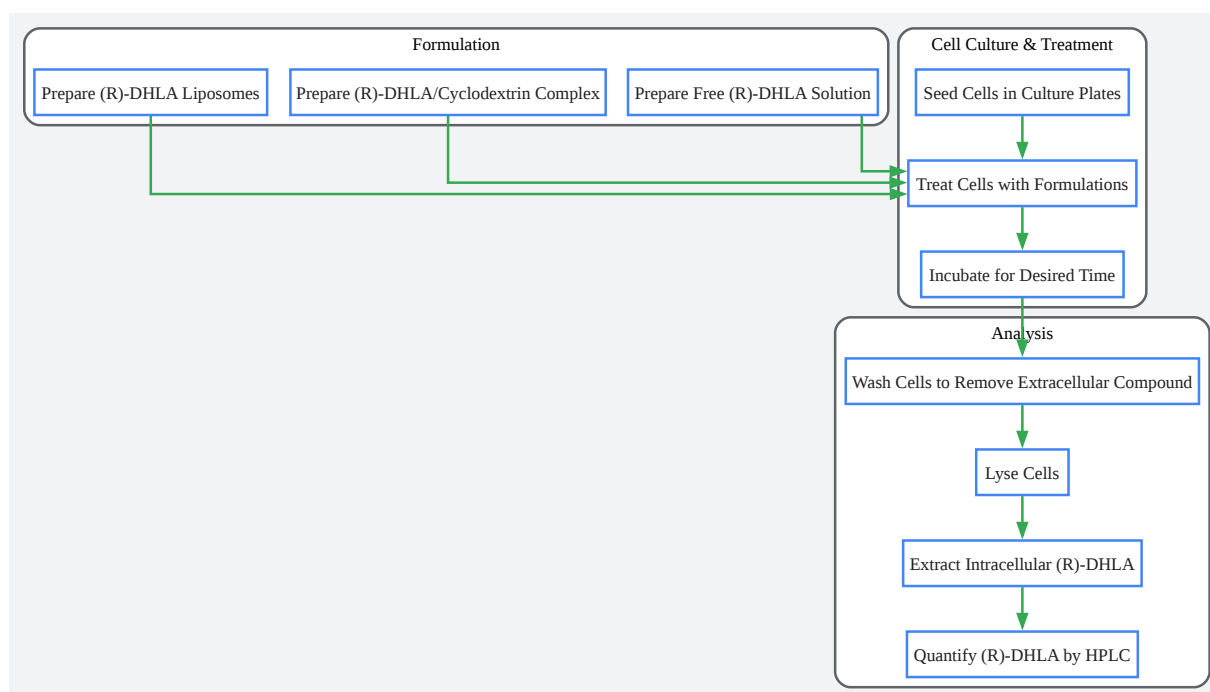 Formulation
Prepare (R)-DHLA Liposomes
Prepare (R)-DHLA/Cyclodextrin Complex
Prepare Free (R)-DHLA Solution
Cell Culture & Treatment
Seed Cells in Culture Plates
Treat Cells with Formulations
Incubate for Desired Time
Analysis
Wash Cells to Remove Extracellular Compound
Lyse Cells
Extract Intracellular (R)-DHLA
Quantify (R)-DHLA by HPLC